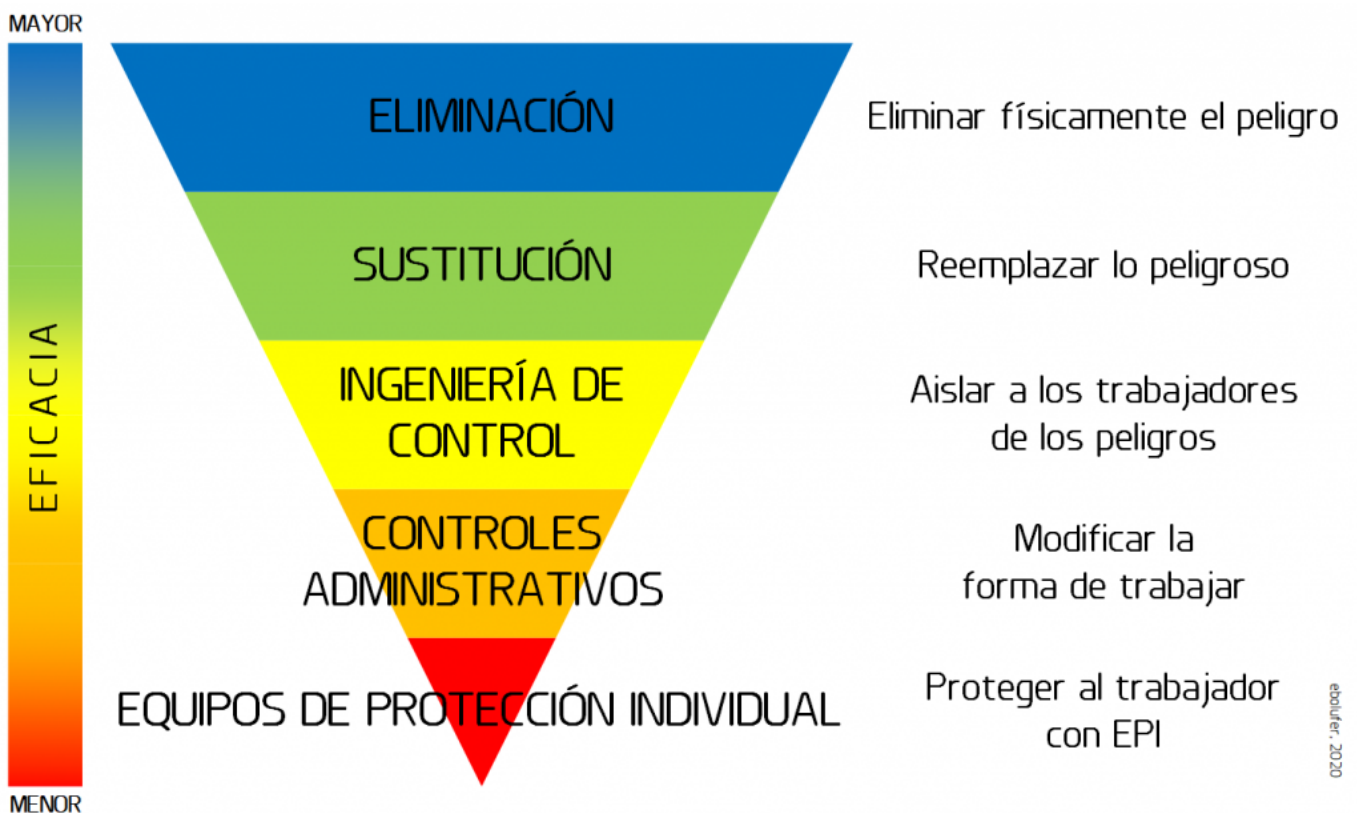 MAYOR
ELIMINACIÓN
Eliminar físicamente el peligro
SUSTITUCIÓN
Reemplazar lo peligroso
EFICACIA
INGENIERÍA DE
CONTROL
Aislar a los trabajadores
de los peligros
CONTROLES
ADMINISTRATIVOS
Modificar la
forma de trabajar
EQUIPOS DE PROTECCIÓN INDIVIDUAL
Proteger al trabajador
con EPI
ebolufer, 2020
MENOR